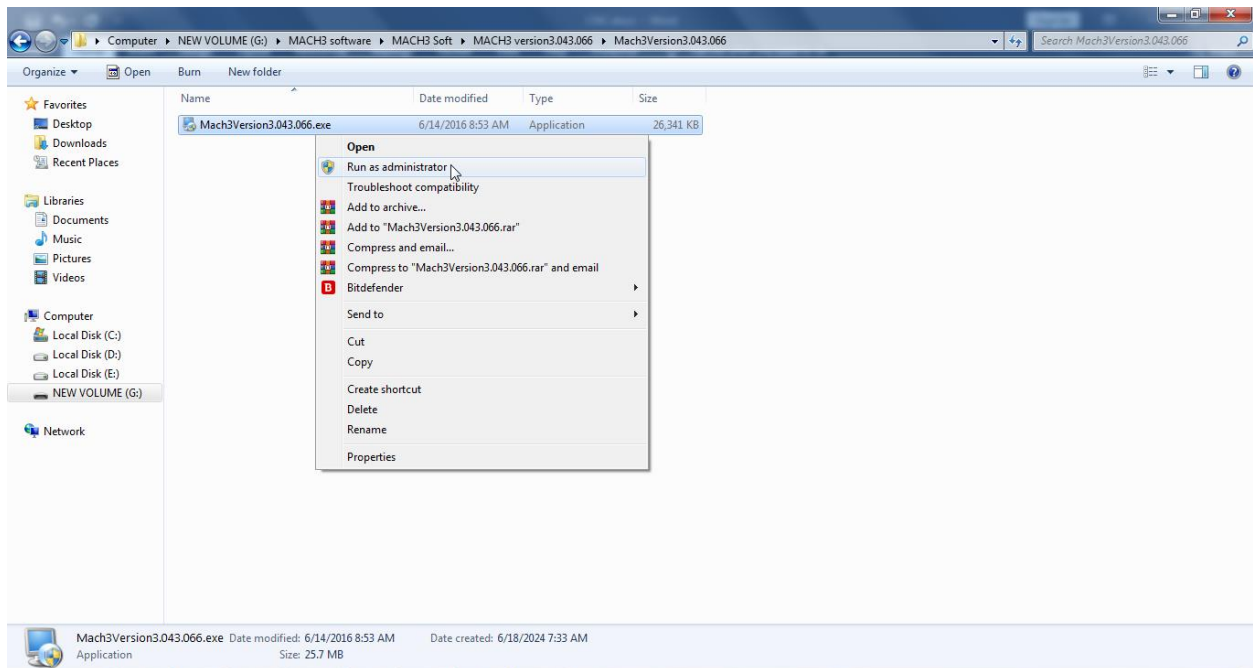 Computer ▸ NEW VOLUME (G:) ▸ MACH3 software ▸ MACH3 Soft ▸ MACH3 version3.043.066 ▸ Mach3Version3.043.066
Search Mach3Version3.043.066
Organize Open Burn New folder
Name Date modified Type Size
Mach3Version3.043.066.exe 6/14/2016 8:53 AM Application 26,341 KB
Favorites
Desktop
Downloads
Recent Places
Libraries
Documents
Music
Pictures
Videos
Computer
Local Disk (C:)
Local Disk (D:)
Local Disk (E:)
NEW VOLUME (G:)
Network
Open
Run as administrator
Troubleshoot compatibility
Add to archive...
Add to "Mach3Version3.043.066.rar"
Compress and email...
Compress to "Mach3Version3.043.066.rar" and email
B Bitdefender
Send to
Cut
Copy
Create shortcut
Delete
Rename
Properties
Mach3Version3.043.066.exe Date modified: 6/14/2016 8:53 AM Date created: 6/18/2024 7:33 AM
Application Size: 25.7 MB